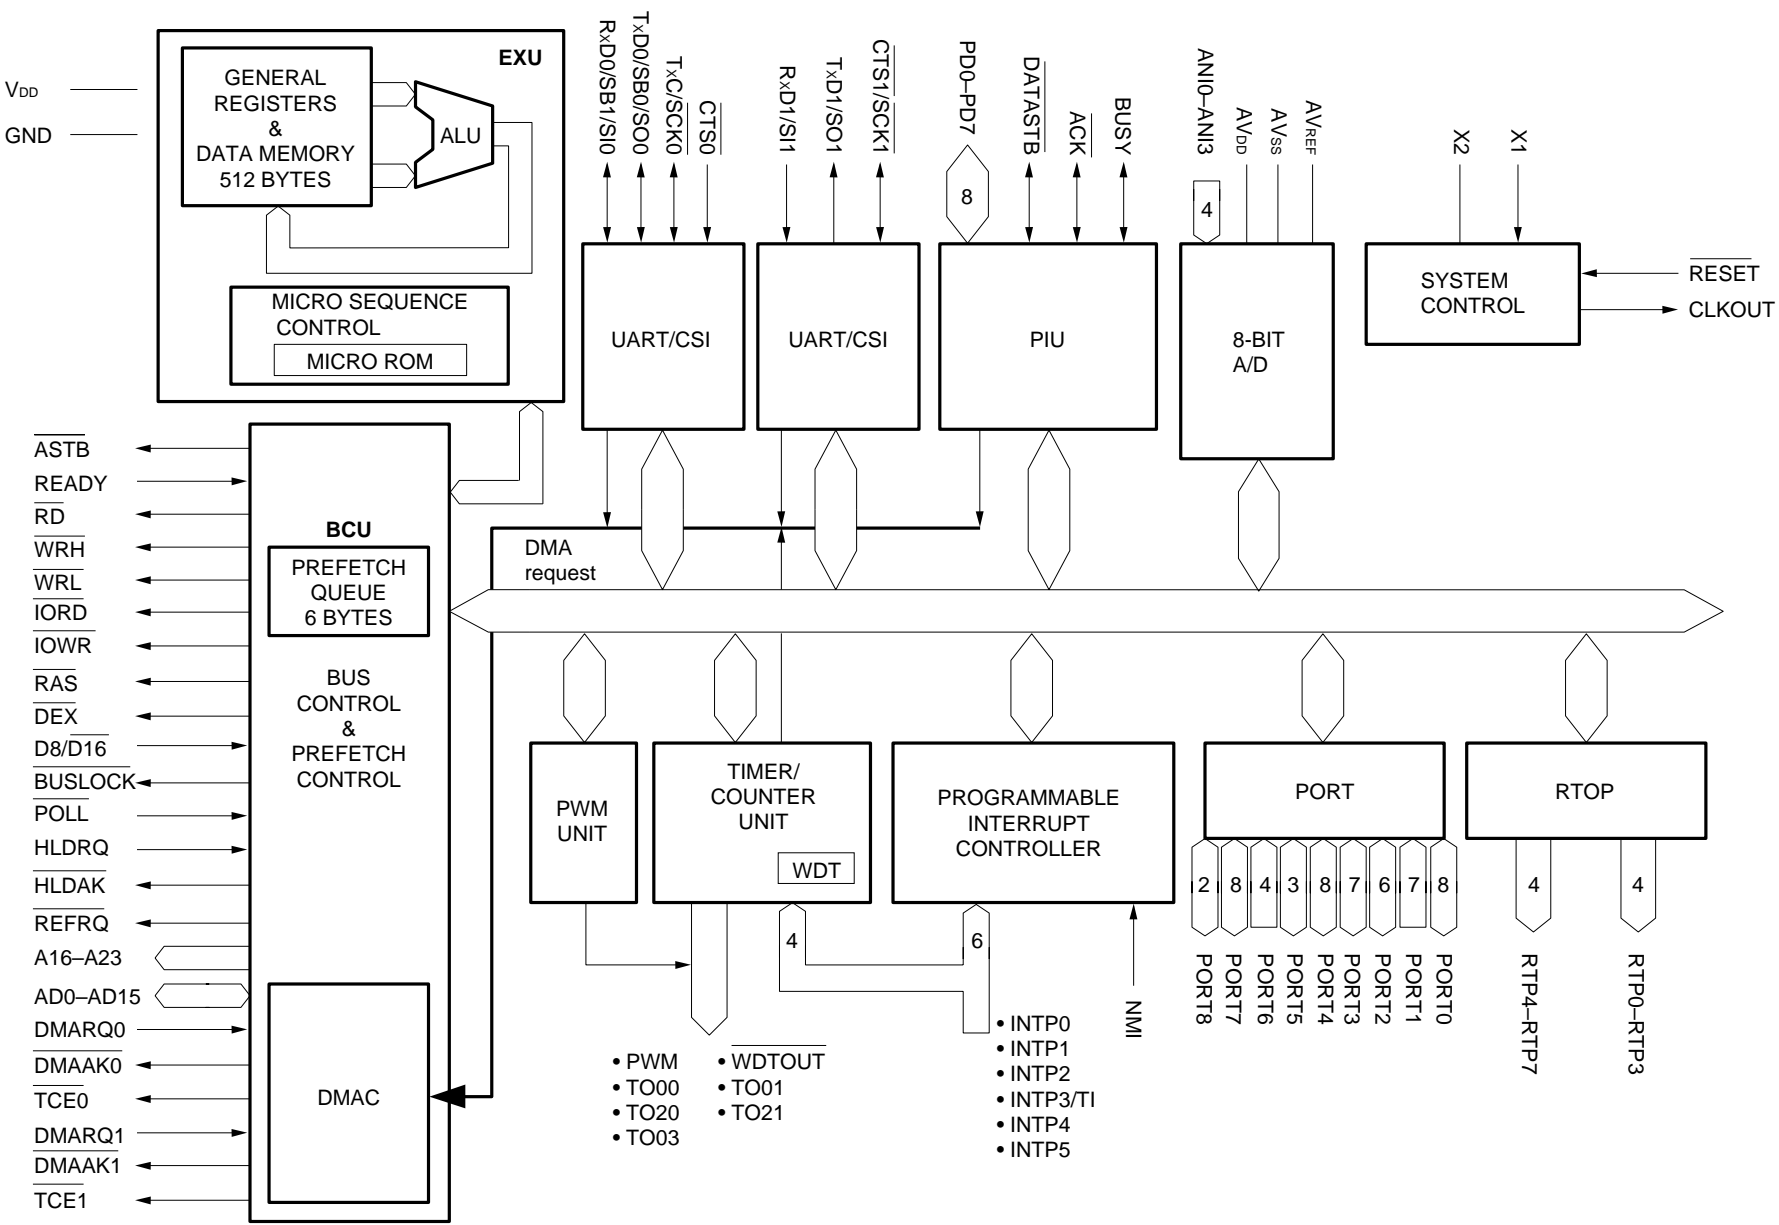 EXU
GENERAL
REGISTERS
&
DATA MEMORY
512 BYTES
ALU
MICRO SEQUENCE
CONTROL
MICRO ROM
VDD
GND
RxD0/SB1/SI0
TxD0/SB0/SO0
TxC/SCK0
CTS0
RxD1/SI1
TxD1/SO1
CTS1/SCK1
PD0–PD7
DATASTB
ACK
BUSY
ANI0–ANI3
AVDD
AVSS
AVREF
X2
X1
8
4
UART/CSI
UART/CSI
PIU
8-BIT
A/D
SYSTEM
CONTROL
RESET
CLKOUT
ASTB
READY
RD
WRH
WRL
IORD
IOWR
RAS
DEX
D8/D16
BUSLOCK
POLL
HLDRQ
HLDAK
REFRQ
A16–A23
AD0–AD15
DMARQ0
DMAAK0
TCE0
DMARQ1
DMAAK1
TCE1
BCU
PREFETCH
QUEUE
6 BYTES
BUS
CONTROL
&
PREFETCH
CONTROL
DMAC
DMA
request
PWM
UNIT
TIMER/
COUNTER
UNIT
WDT
PROGRAMMABLE
INTERRUPT
CONTROLLER
PORT
RTOP
4
6
2
8
4
3
8
7
6
7
8
4
4
• PWM
• TO00
• TO20
• TO03
• WDTOUT
• TO01
• TO21
• INTP0
• INTP1
• INTP2
• INTP3/TI
• INTP4
• INTP5
NMI
PORT8
PORT7
PORT6
PORT5
PORT4
PORT3
PORT2
PORT1
PORT0
RTP4–RTP7
RTP0–RTP3